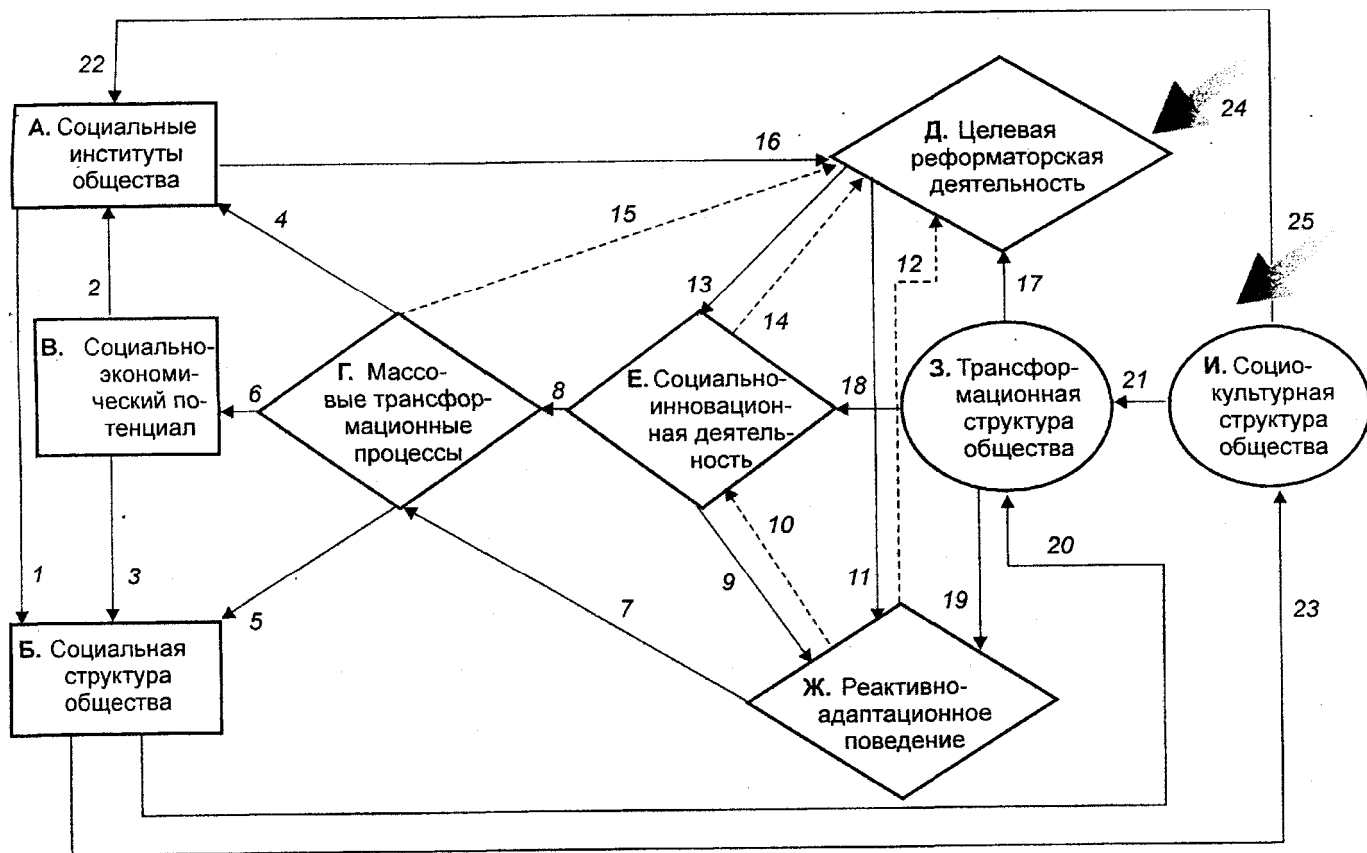 22
А. Социальные
институты
общества
16
Д. Целевая
реформаторская
деятельность
24
4
15
2
13
14
12
17
25
В. Социально-
экономи-
ческий по-
тенциал
6
Г. Массо-
вые трансфор-
мационные
процессы
8
Е. Социально-
инновацион-
ная деятель-
ность
18
З. Трансфор-
мационная
структура
общества
21
И. Социо-
культурная
структура
общества
1
3
5
7
9
10
11
19
20
23
Б. Социальная
структура
общества
Ж. Реактивно-
адаптационное
поведение